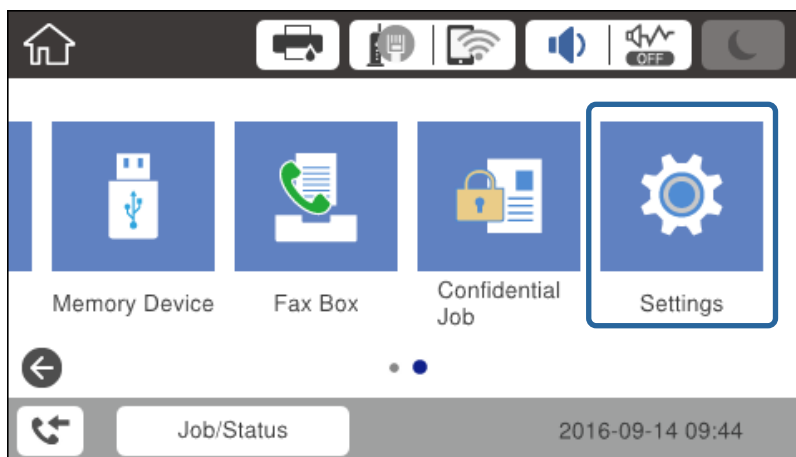 OFF
Memory Device
Fax Box
Confidential
Job
Settings
Job/Status
2016-09-14 09:44